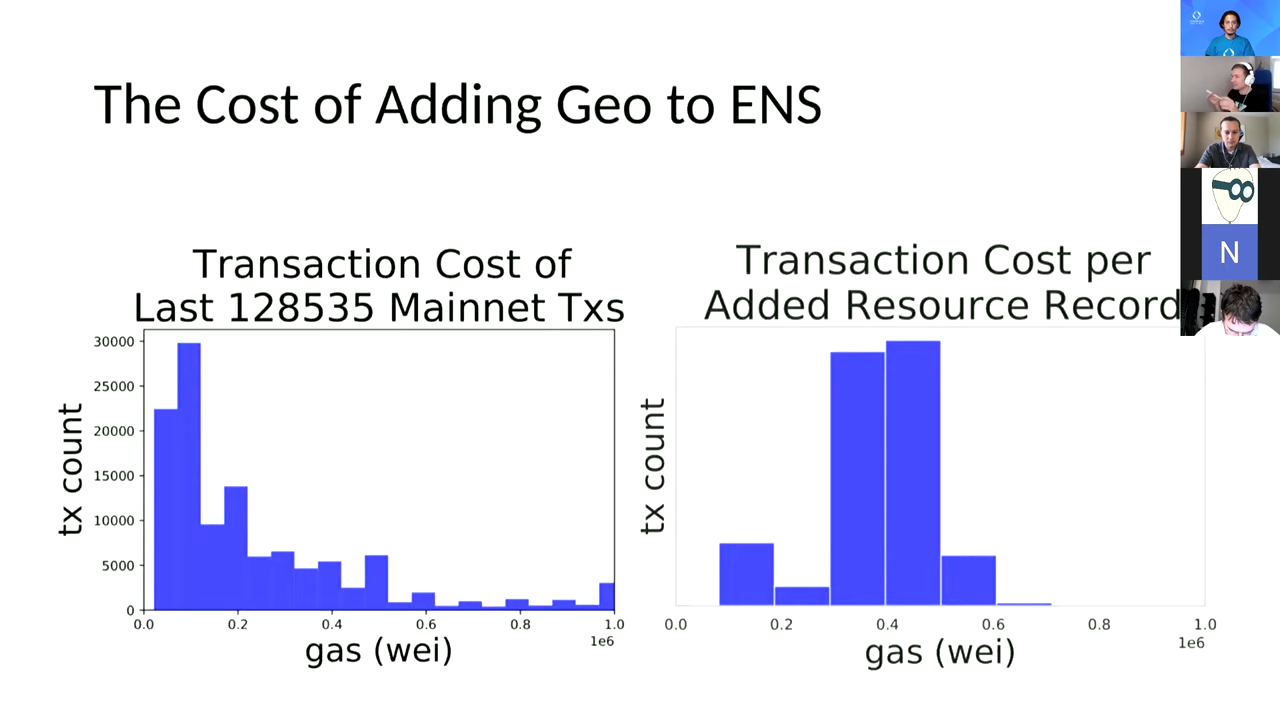 The Cost of Adding Geo to ENS
Transaction Cost of
Last 128535 Mainnet Txs
30000
25000
20000
15000
10000
5000
0
tx count
0.0 0.2 0.4 0.6 0.8 1.0
1e6
gas (wei)
Transaction Cost per
Added Resource Record
tx count
0.0 0.2 0.4 0.6 0.8 1.0
1e6
gas (wei)
N